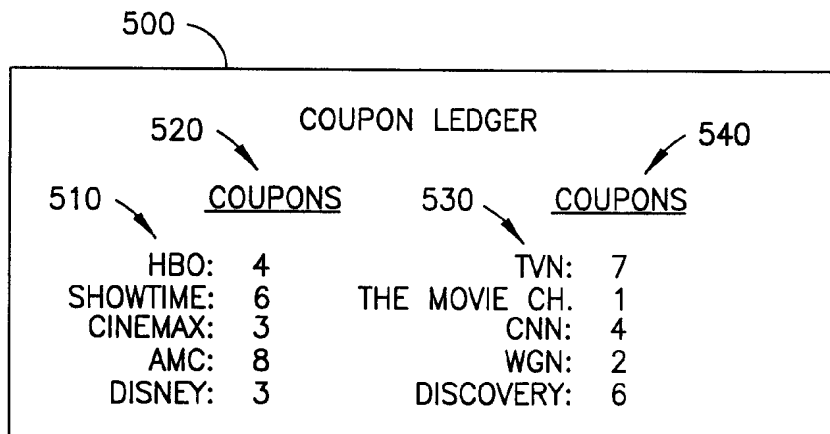 500
COUPON LEDGER
520
540
COUPONS
COUPONS
510
530
HBO: 4
SHOWTIME: 6
CINEMAX: 3
AMC: 8
DISNEY: 3
TVN: 7
THE MOVIE CH. 1
CNN: 4
WGN: 2
DISCOVERY: 6